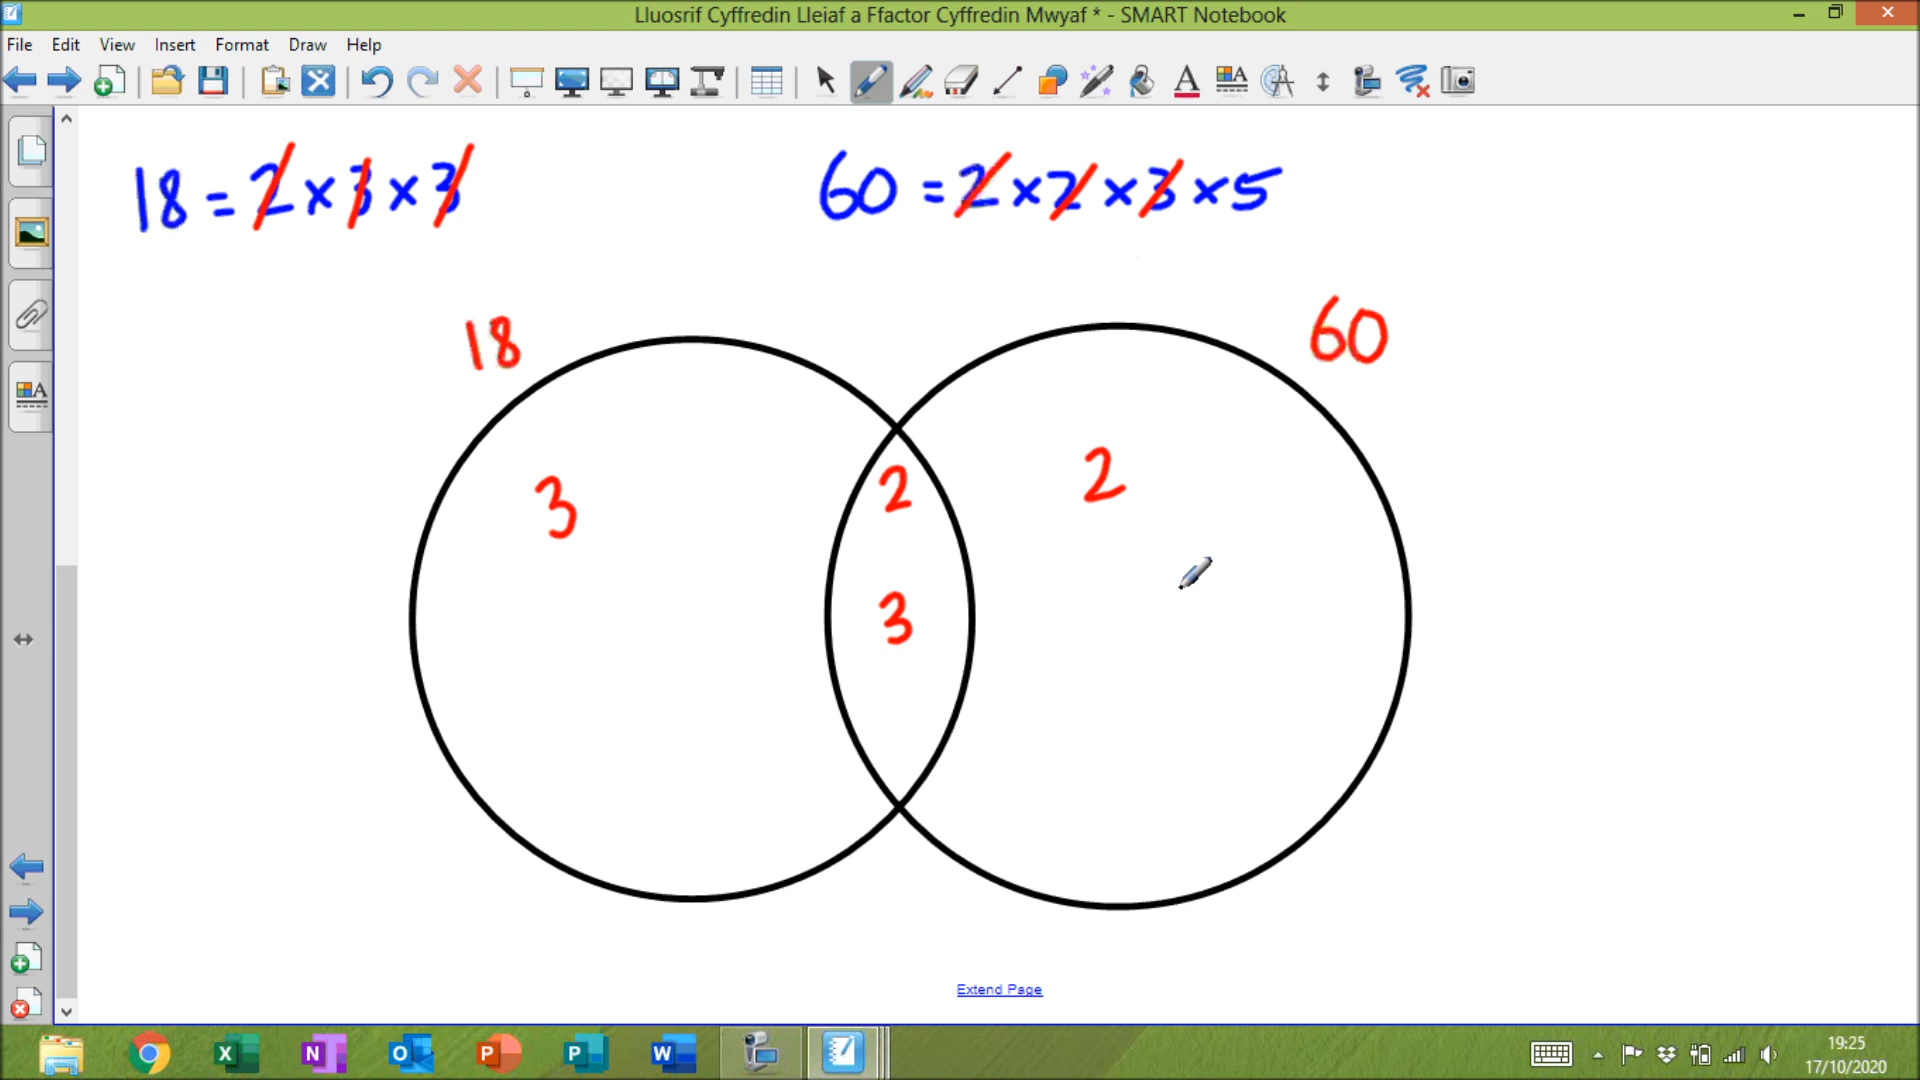 Lluosrif Cyffredin Lleiaf a Ffactor Cyffredin Mwyaf * - SMART Notebook
File Edit View Insert Format Draw Help
18 = 2 × 3 × 3
60 = 2 × 2 × 3 × 5
18
60
3
2
2
3
Extend Page
19:25
17/10/2020